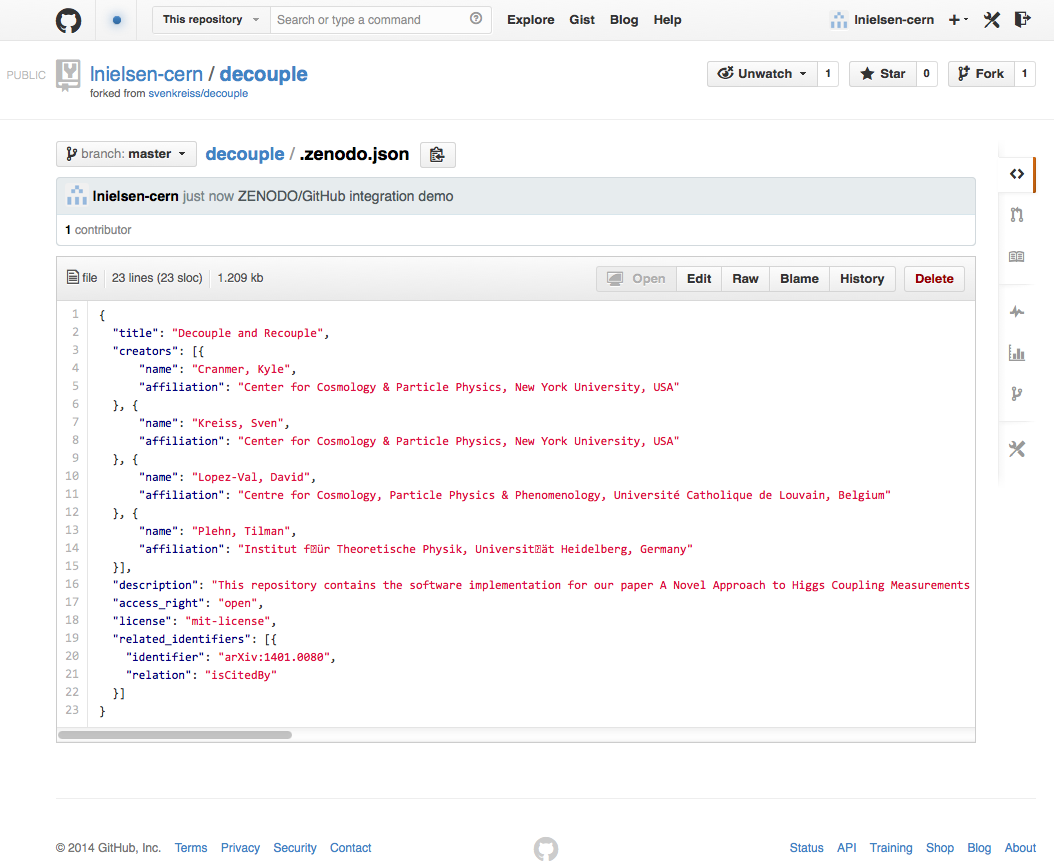 This repository Search or type a command Explore Gist Blog Help lnielsen-cern
PUBLIC lnielsen-cern / decouple Unwatch 1 Star 0 Fork 1
forked from svenkreiss/decouple
branch: master decouple / .zenodo.json
lnielsen-cern just now ZENODO/GitHub integration demo
1 contributor
file 23 lines (23 sloc) 1.209 kb Open Edit Raw Blame History Delete
1 {
2 "title": "Decouple and Recouple",
3 "creators": [{
4 "name": "Cranmer, Kyle",
5 "affiliation": "Center for Cosmology & Particle Physics, New York University, USA"
6 }, {
7 "name": "Kreiss, Sven",
8 "affiliation": "Center for Cosmology & Particle Physics, New York University, USA"
9 }, {
10 "name": "Lopez-Val, David",
11 "affiliation": "Centre for Cosmology, Particle Physics & Phenomenology, Université Catholique de Louvain, Belgium"
12 }, {
13 "name": "Plehn, Tilman",
14 "affiliation": "Institut f�ür Theoretische Physik, Universit�ät Heidelberg, Germany"
15 }],
16 "description": "This repository contains the software implementation for our paper A Novel Approach to Higgs Coupling Measurements
17 "access_right": "open",
18 "license": "mit-license",
19 "related_identifiers": [{
20 "identifier": "arXiv:1401.0080",
21 "relation": "isCitedBy"
22 }]
23 }
© 2014 GitHub, Inc. Terms Privacy Security Contact Status API Training Shop Blog About